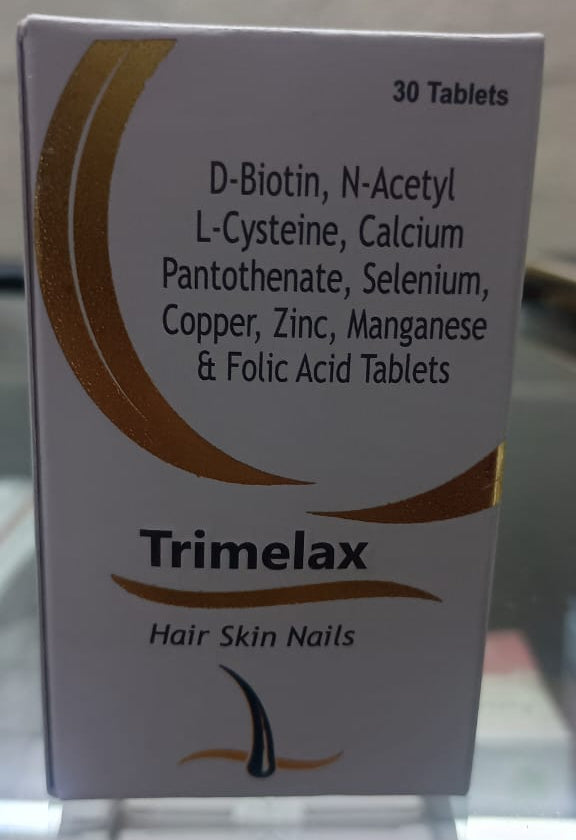 30 Tablets
D-Biotin, N-Acetyl
L-Cysteine, Calcium
Pantothenate, Selenium,
Copper, Zinc, Manganese
& Folic Acid Tablets
Trimelax
Hair Skin Nails